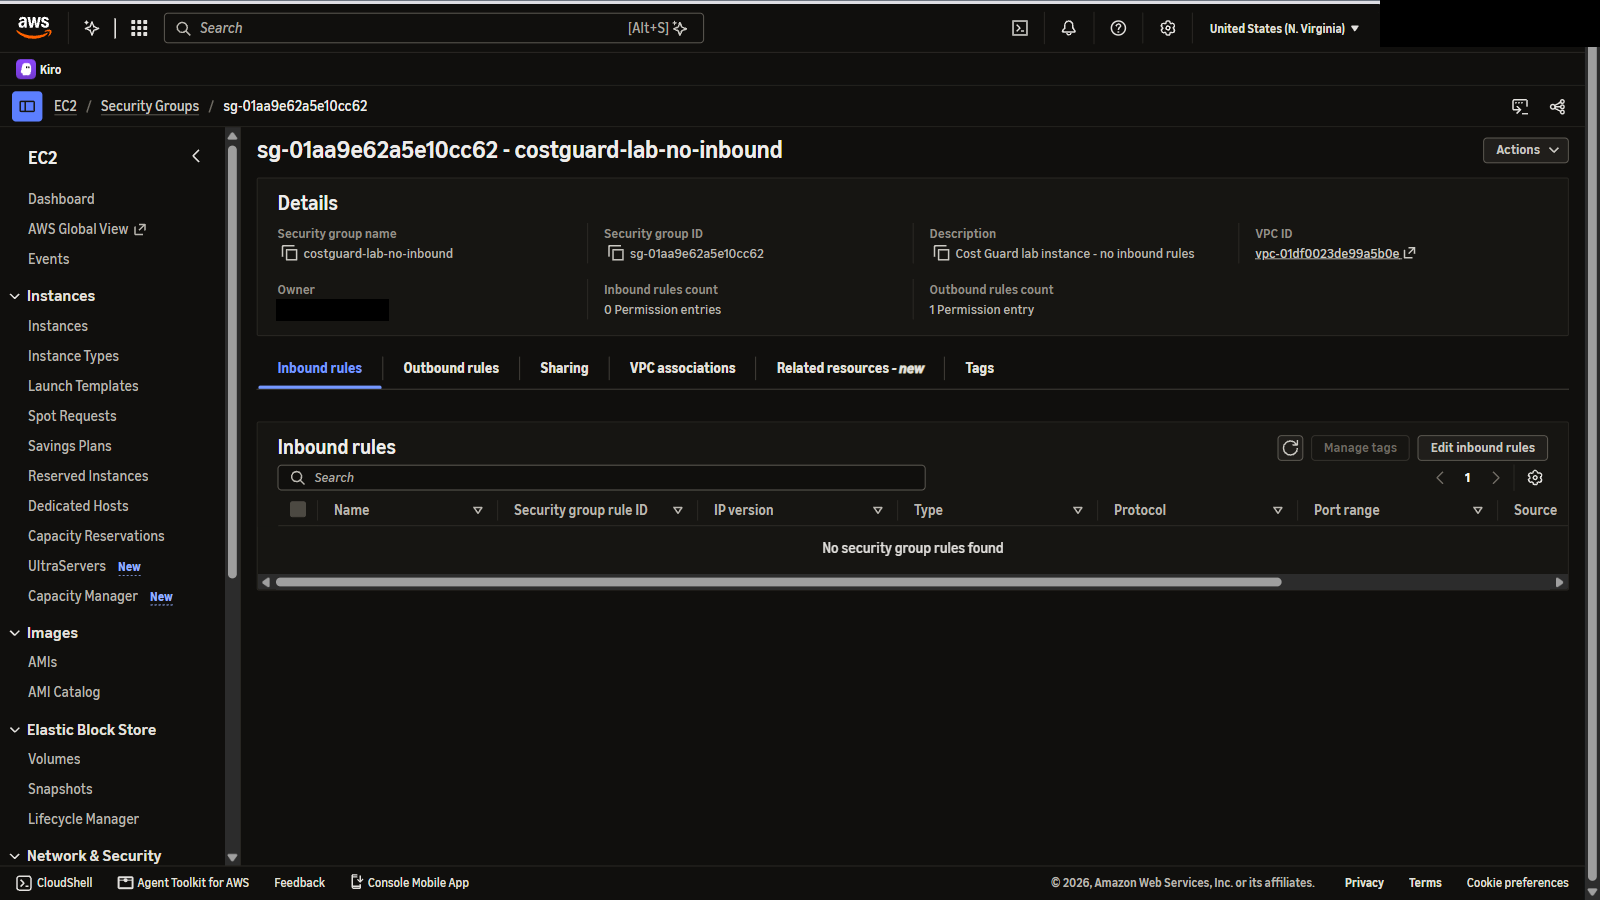 aws
Search [Alt+S]
United States (N. Virginia)
Kiro
EC2 / Security Groups / sg-01aa9e62a5e10cc62
EC2
Dashboard
AWS Global View
Events
Instances
Instances
Instance Types
Launch Templates
Spot Requests
Savings Plans
Reserved Instances
Dedicated Hosts
Capacity Reservations
UltraServers New
Capacity Manager New
Images
AMIs
AMI Catalog
Elastic Block Store
Volumes
Snapshots
Lifecycle Manager
Network & Security
sg-01aa9e62a5e10cc62 - costguard-lab-no-inbound
Actions
Details
Security group name
costguard-lab-no-inbound
Security group ID
sg-01aa9e62a5e10cc62
Description
Cost Guard lab instance - no inbound rules
VPC ID
vpc-01df0023de99a5b0e
Owner
Inbound rules count
0 Permission entries
Outbound rules count
1 Permission entry
Inbound rules Outbound rules Sharing VPC associations Related resources - new Tags
Inbound rules
Manage tags Edit inbound rules
Search
1
Name Security group rule ID IP version Type Protocol Port range Source
No security group rules found
CloudShell Agent Toolkit for AWS Feedback Console Mobile App
© 2026, Amazon Web Services, Inc. or its affiliates. Privacy Terms Cookie preferences